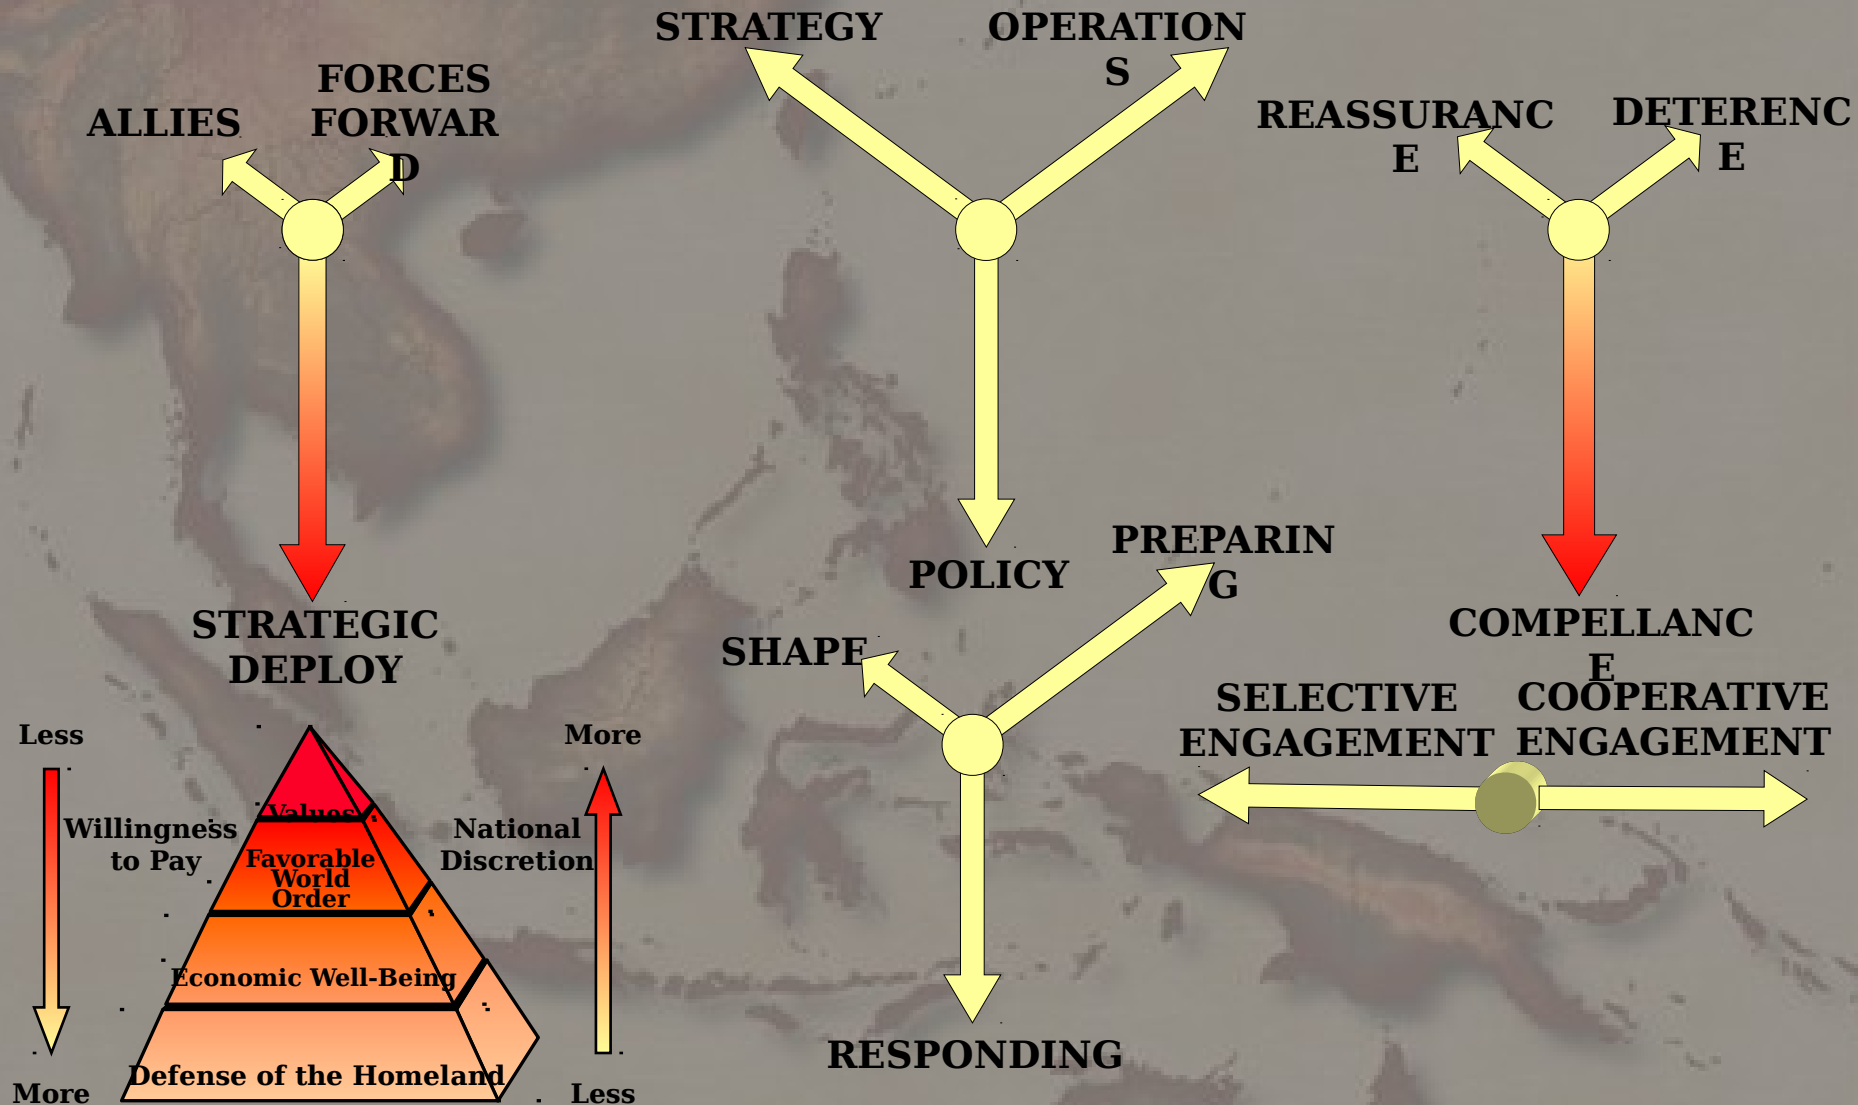 STRATEGY
OPERATION
S
FORCES
FORWAR
D
ALLIES
REASSURANC
E
DETERENC
E
POLICY
PREPARIN
G
STRATEGIC
DEPLOY
COMPELLANC
E
SHAPE
SELECTIVE
ENGAGEMENT
COOPERATIVE
ENGAGEMENT
Less
More
Values
Willingness
to Pay
National
Discretion
Favorable
World
Order
Economic Well-Being
Defense of the Homeland
More
Less
RESPONDING